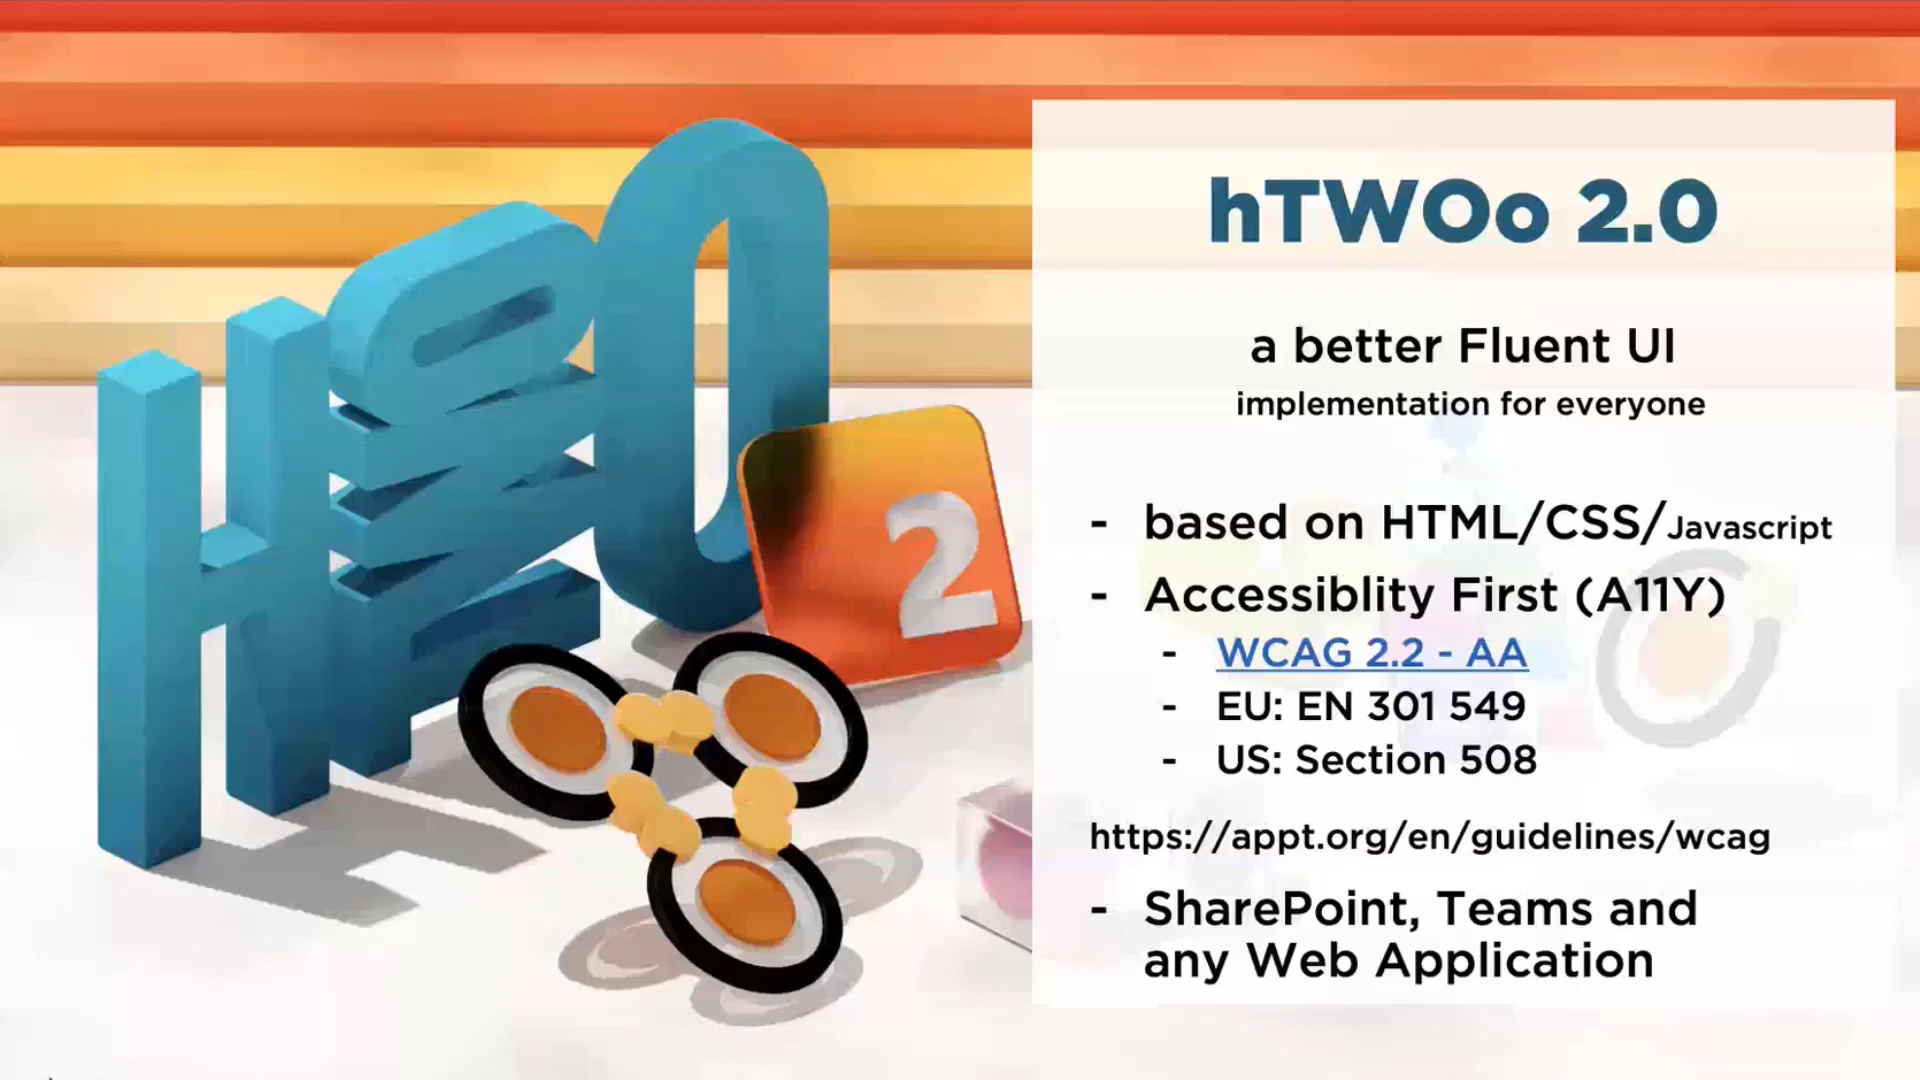 HTWOO
2
hTWOo 2.0
a better Fluent UI
implementation for everyone
- based on HTML/CSS/Javascript
- Accessiblity First (A11Y)
- WCAG 2.2 - AA
- EU: EN 301 549
- US: Section 508
https://appt.org/en/guidelines/wcag
- SharePoint, Teams and
any Web Application